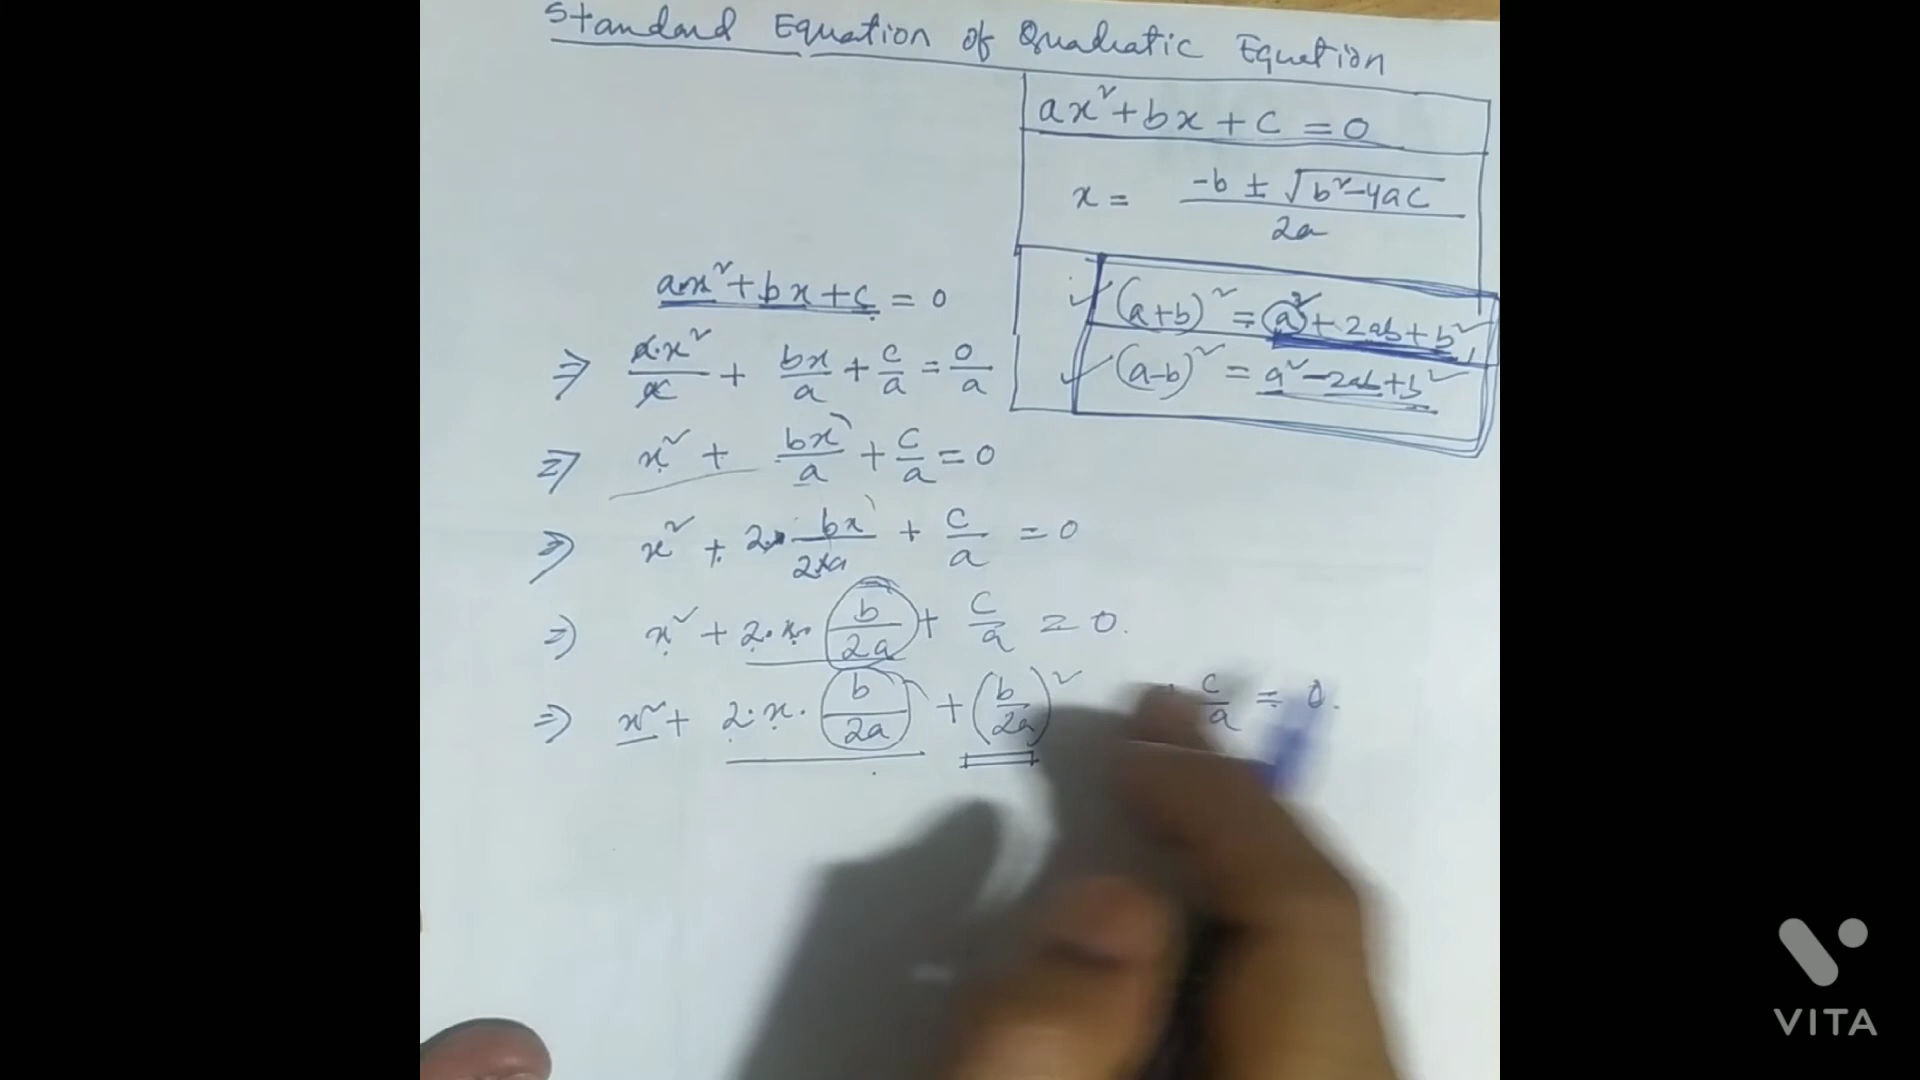 Standard Equation of Quadratic Equation
ax² + bx + c = 0
x = -b ± √b²-4ac / 2a
(a+b)² = a² + 2ab + b²
(a-b)² = a² - 2ab + b²
ax² + bx + c = 0
⇒ a·x²/a + bx/a + c/a = 0/a
⇒ x² + bx/a + c/a = 0
⇒ x² + 2· bx/2×a + c/a = 0
⇒ x² + 2·x· b/2a + c/a = 0.
⇒ x² + 2·x· b/2a + (b/2a)² c/a = 0.
VITA